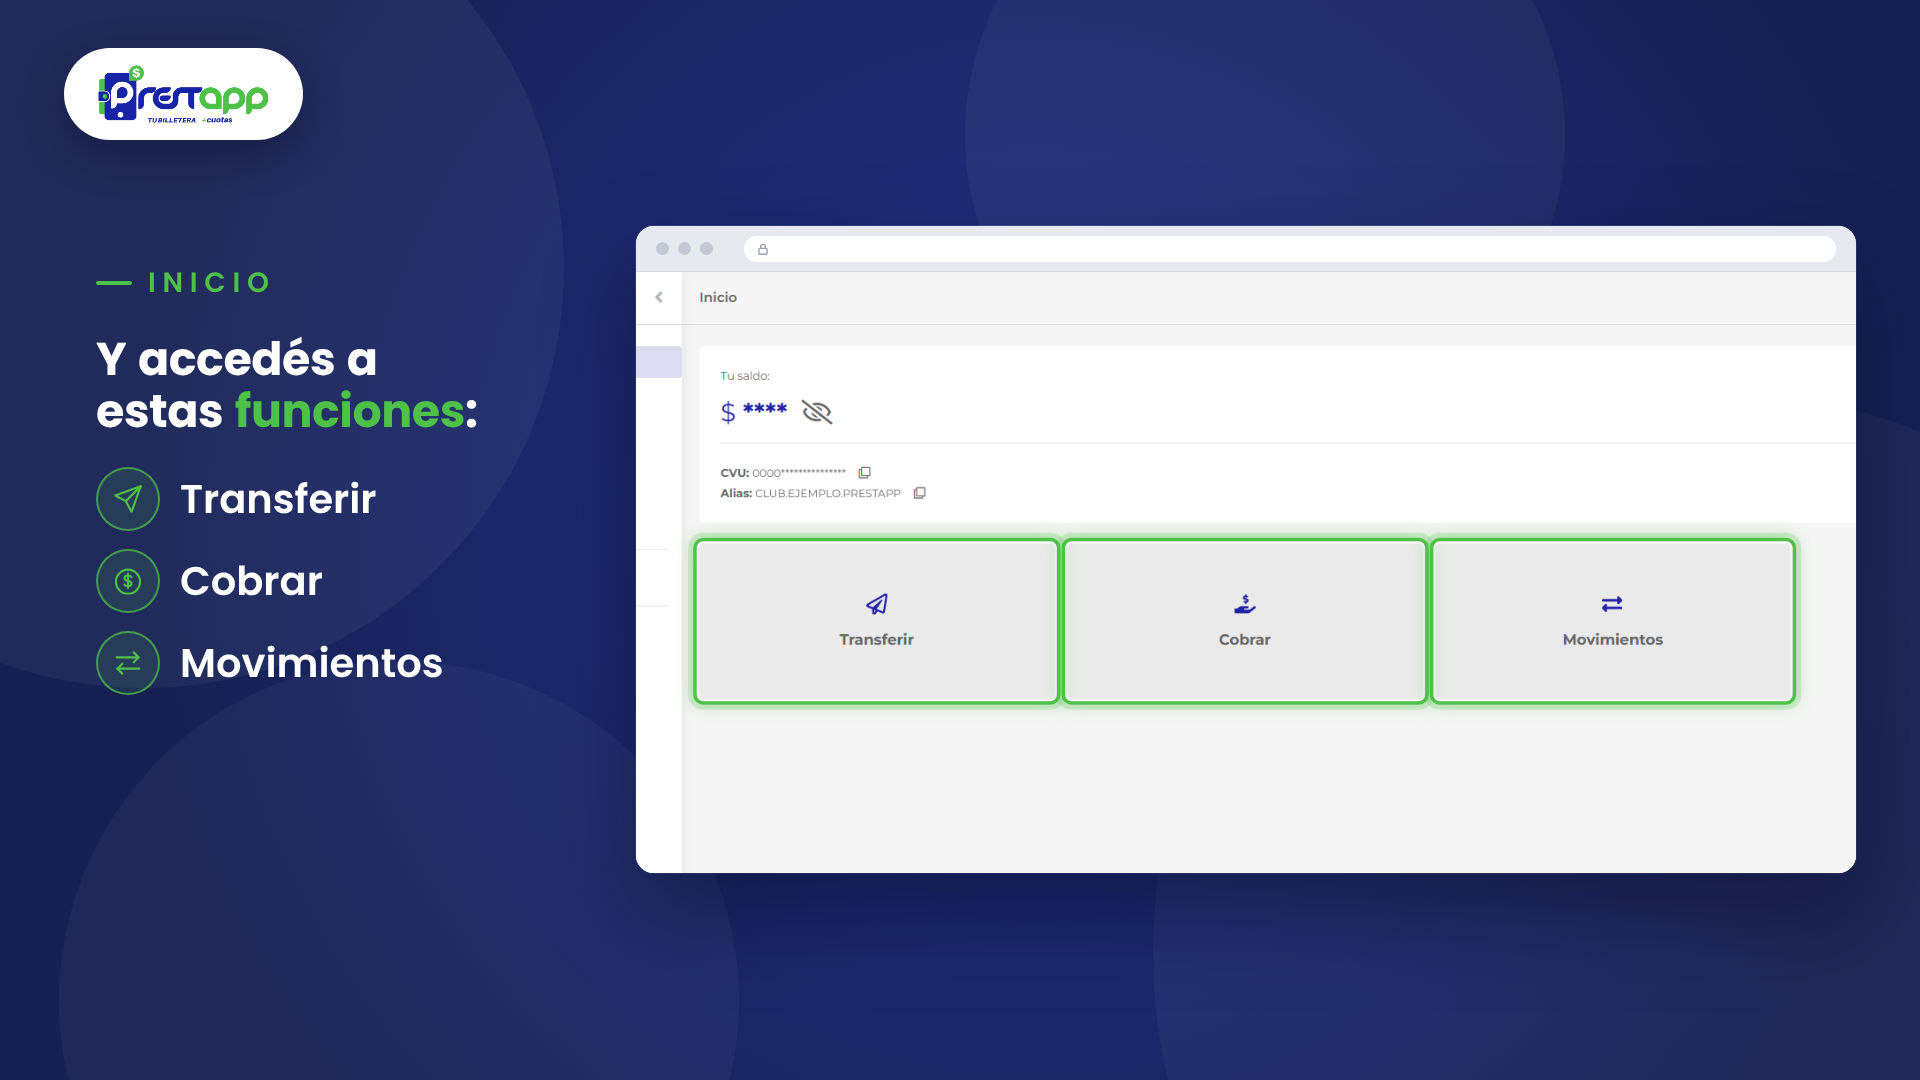 $
Prestapp
TU BILLETERA +cuotas
INICIO
Y accedés a
estas funciones:
Transferir
$
Cobrar
Movimientos
Inicio
Tu saldo:
$ ****
CVU: 0000***************
Alias: CLUB.EJEMPLO.PRESTAPP
Transferir
$
Cobrar
Movimientos